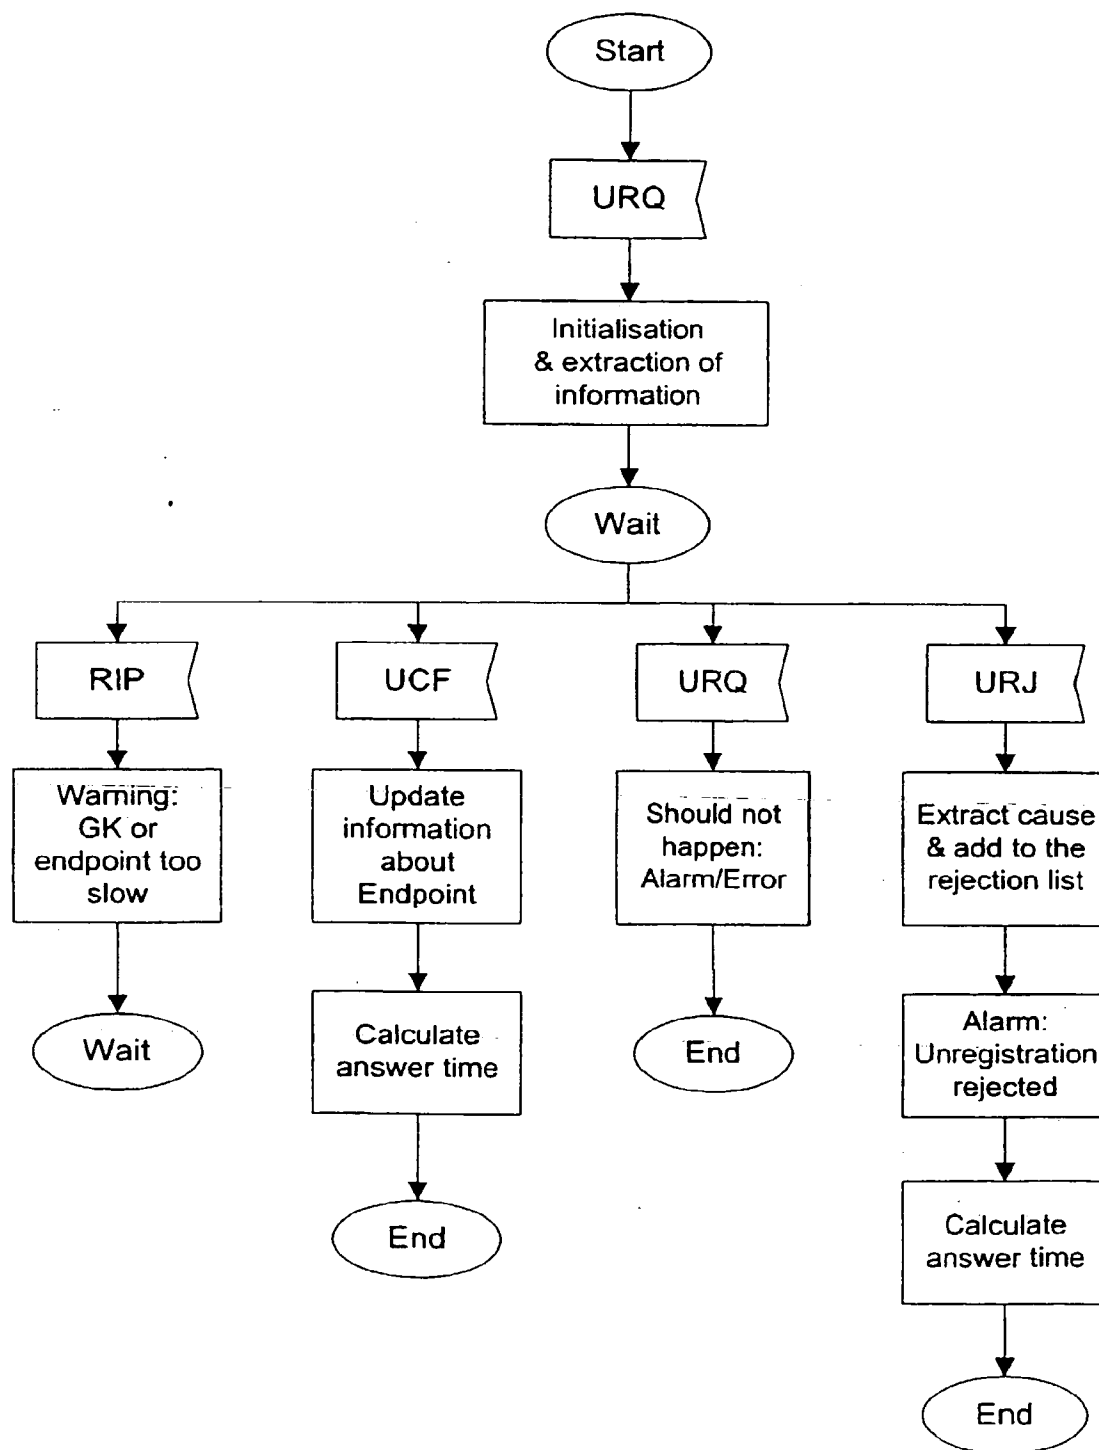 Start
URQ
Initialisation
& extraction of
information
Wait
RIP
UCF
URQ
URJ
Warning:
GK or
endpoint too
slow
Update
information
about
Endpoint
Should not
happen:
Alarm/Error
Extract cause
& add to the
rejection list
Wait
Calculate
answer time
End
Alarm:
Unregistration
rejected
End
Calculate
answer time
End